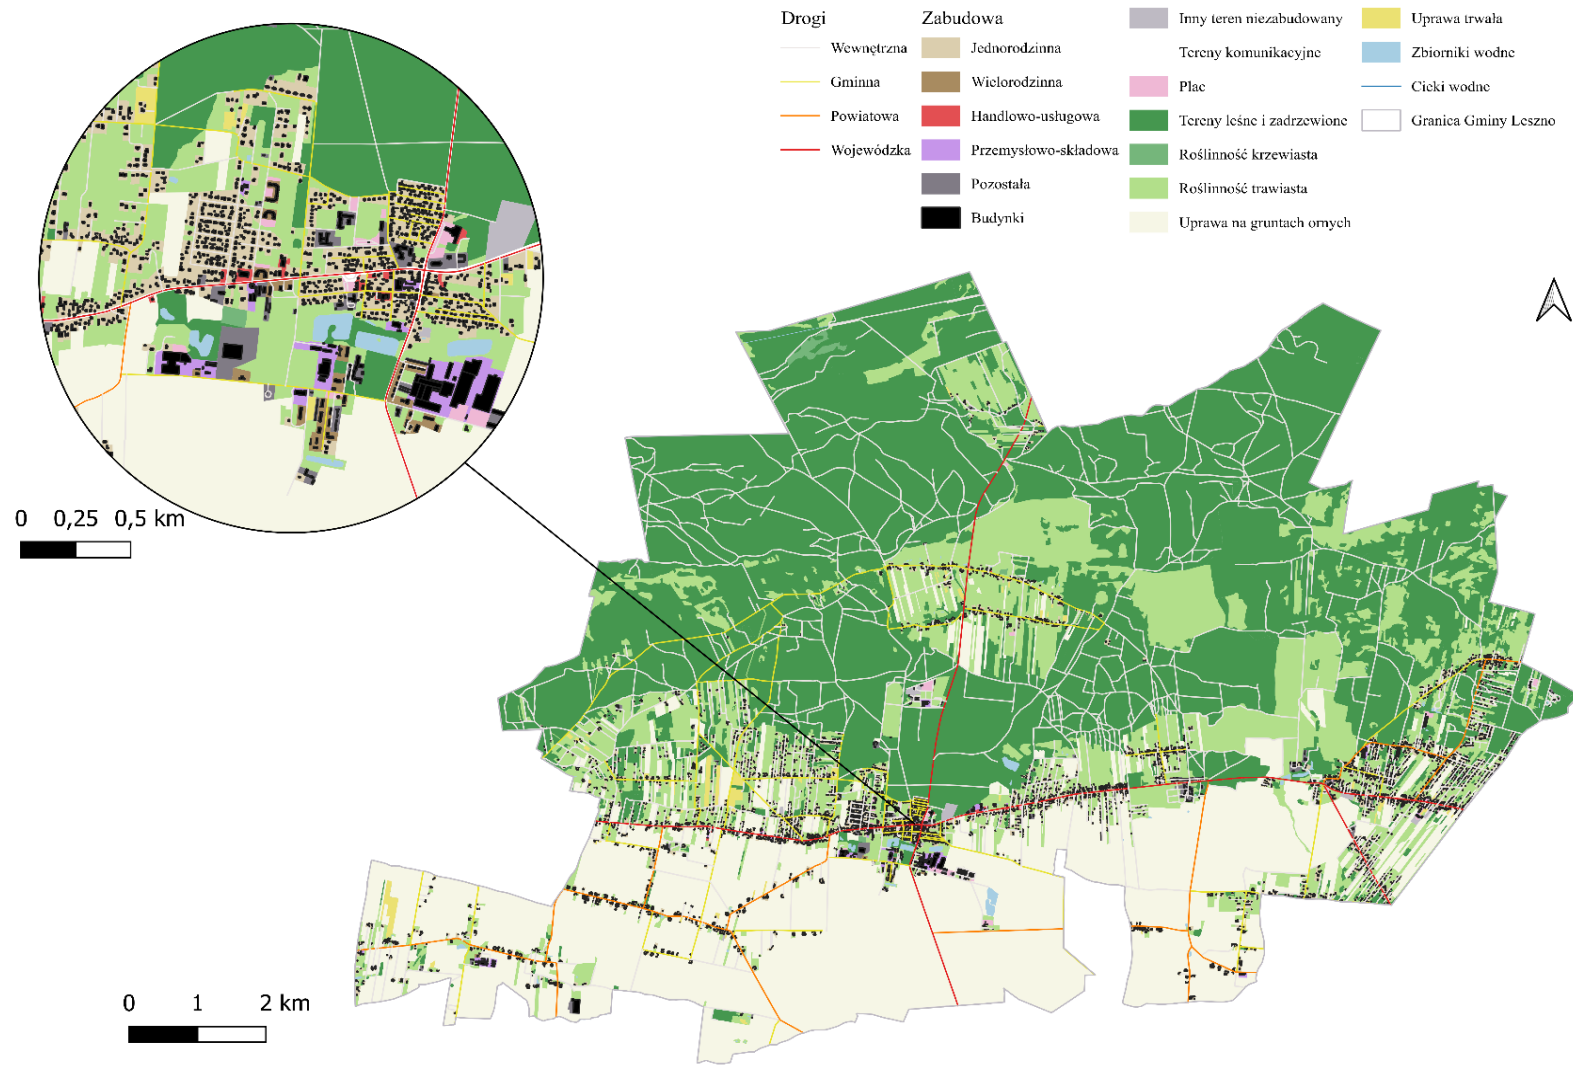 Drogi
Wewnętrzna
Gminna
Powiatowa
Wojewódzka
Zabudowa
Jednorodzinna
Wielorodzinna
Handlowo-usługowa
Przemysłowo-składowa
Pozostała
Budynki
Inny teren niezabudowany
Tereny komunikacyjne
Plac
Tereny leśne i zadrzewione
Roślinność krzewiasta
Roślinność trawiasta
Uprawa na gruntach ornych
Uprawa trwała
Zbiorniki wodne
Cieki wodne
Granica Gminy Leszno
0 0,25 0,5 km
0 1 2 km